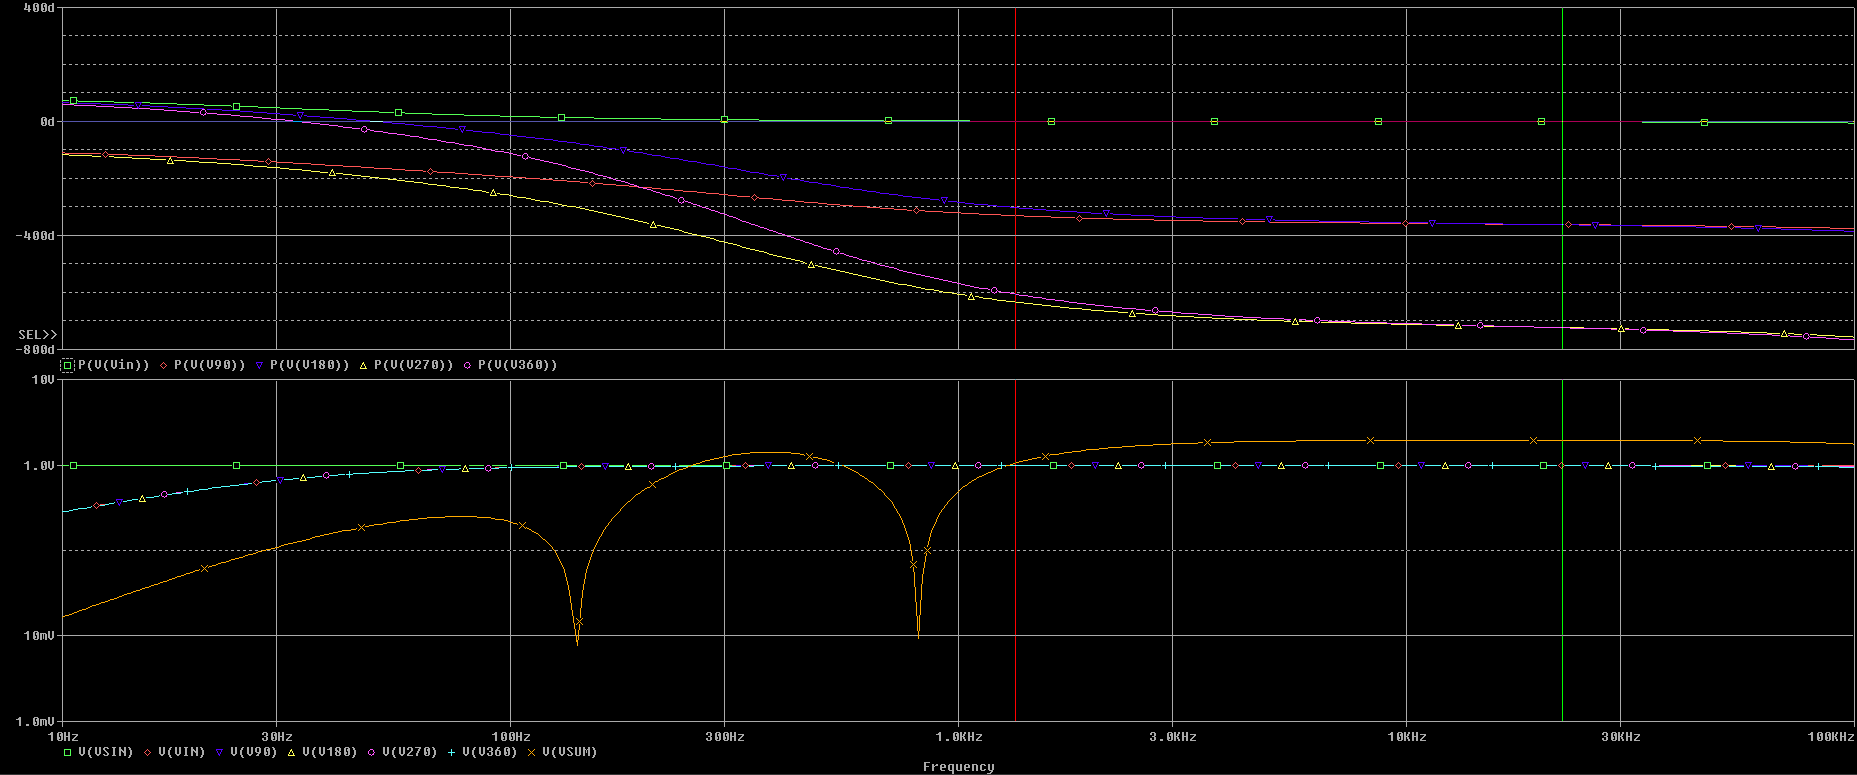 400d
0d
-400d
SEL>>
-800d
P(V(Vin)) P(V(V90)) P(V(V180)) P(V(V270)) P(V(V360))
10V
1.0V
10mV
1.0mV
10Hz 30Hz 100Hz 300Hz 1.0KHz 3.0KHz 10KHz 30KHz 100KHz
V(VSIN) V(VIN) V(V90) V(V180) V(V270) V(V360) V(VSUM)
Frequency